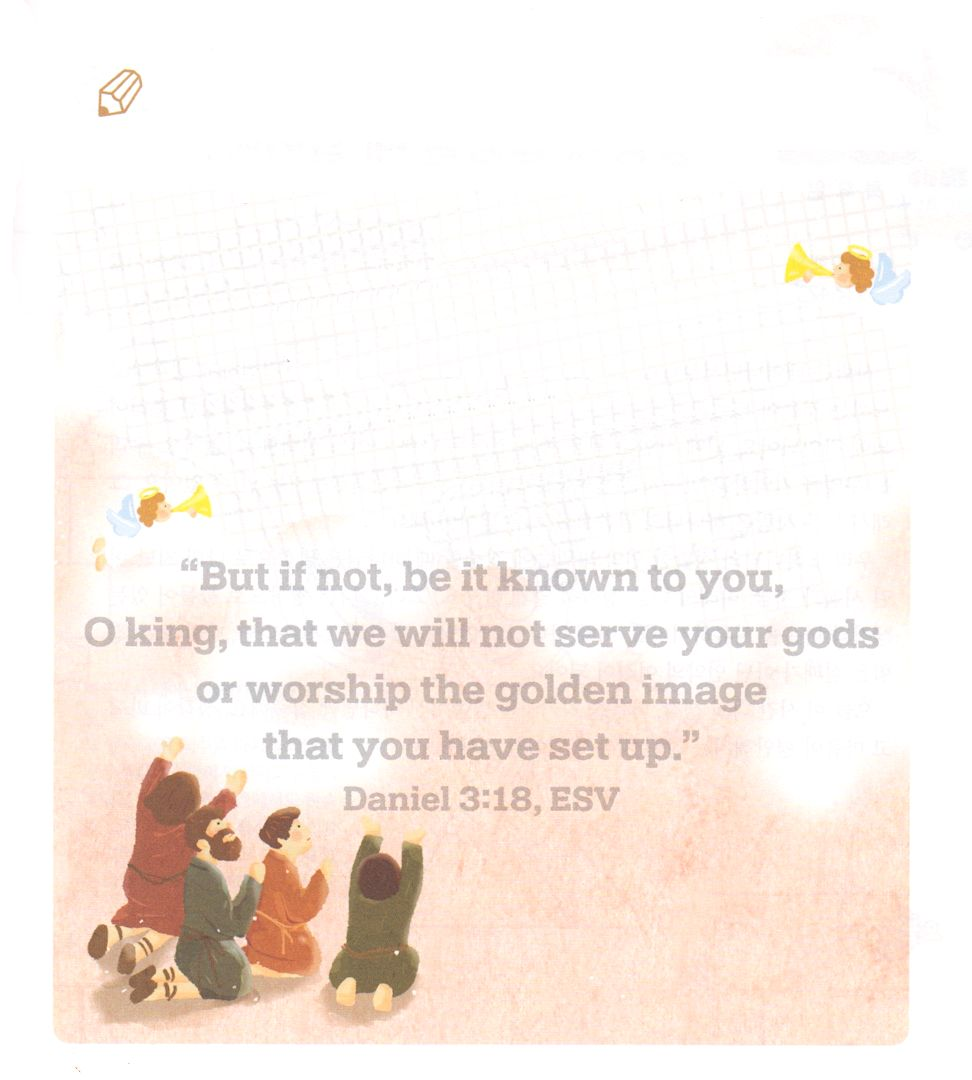 “But if not, be it known to you,
O king, that we will not serve your gods
or worship the golden image
that you have set up.”
Daniel 3:18, ESV